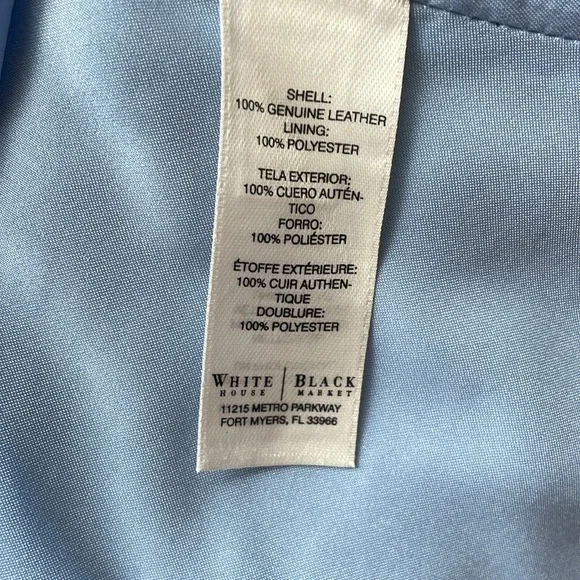 SHELL:
100% GENUINE LEATHER
LINING:
100% POLYESTER
TELA EXTERIOR:
100% CUERO AUTÉN-
TICO
FORRO:
100% POLIÉSTER
ÉTOFFE EXTÉRIEURE:
100% CUIR AUTHEN-
TIQUE
DOUBLURE:
100% POLYESTER
WHITE | BLACK
HOUSE MARKET
11215 METRO PARKWAY
FORT MYERS, FL 33966